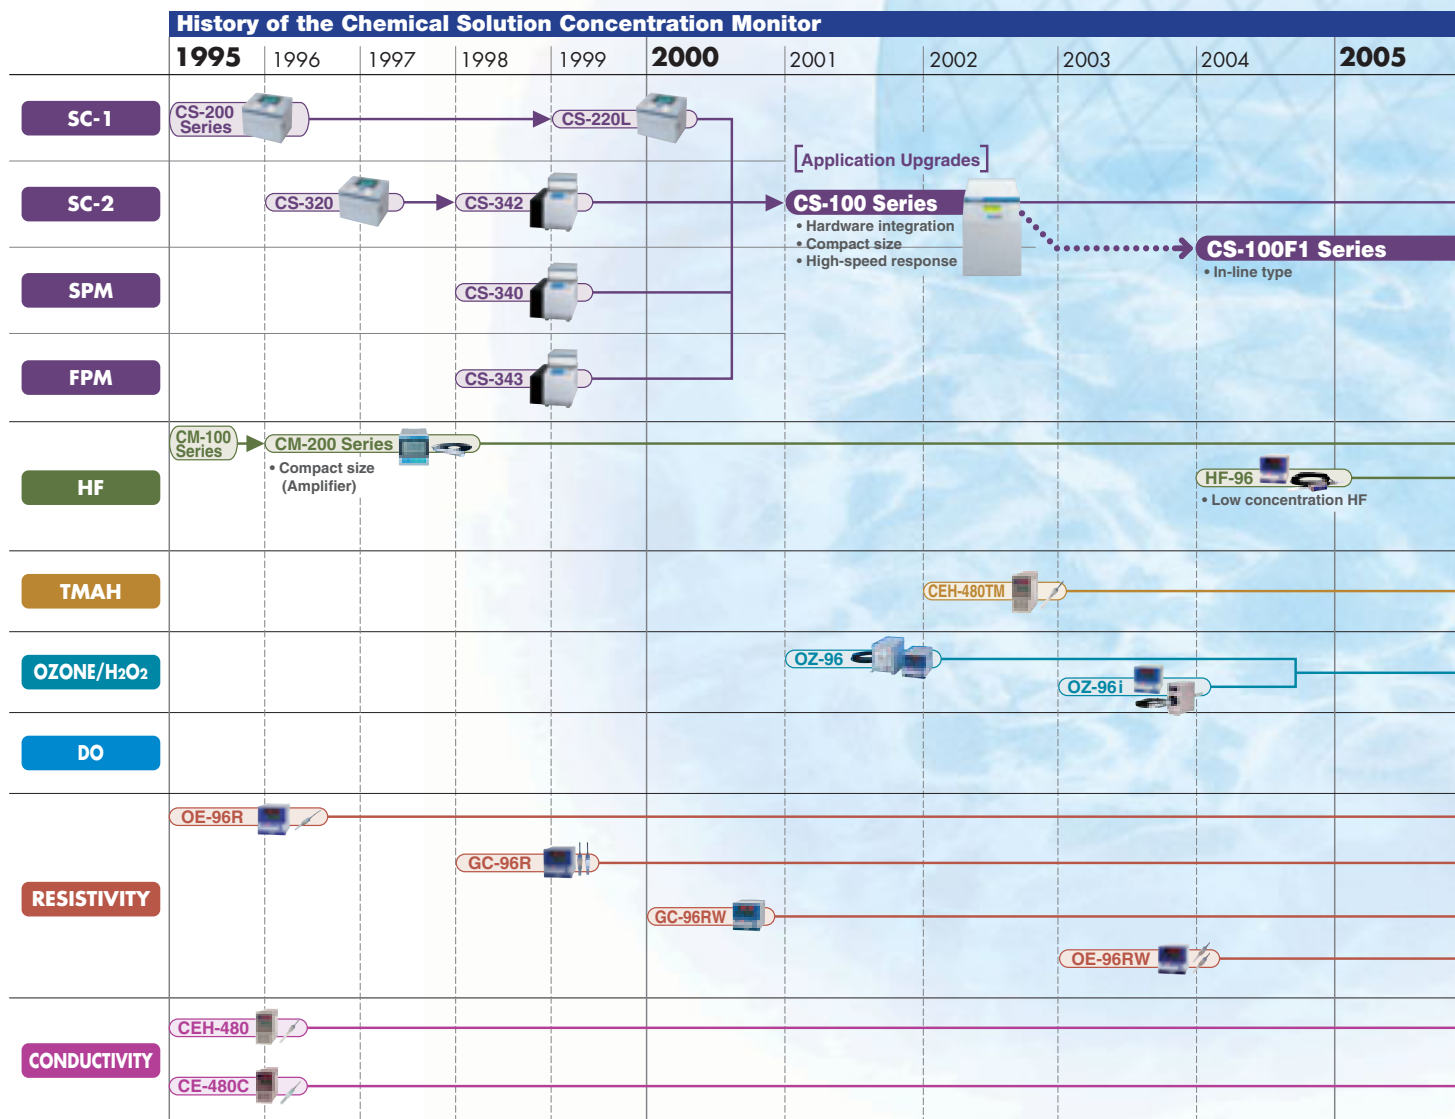 History of the Chemical Solution Concentration Monitor
1995 1996 1997 1998 1999 2000 2001 2002 2003 2004 2005
SC-1
CS-200
Series
CS-220L
[Application Upgrades]
SC-2
CS-320
CS-342
CS-100 Series
• Hardware integration
• Compact size
• High-speed response
CS-100F1 Series
• In-line type
SPM
CS-340
FPM
CS-343
HF
CM-100
Series
CM-200 Series
• Compact size
(Amplifier)
HF-96
• Low concentration HF
TMAH
CEH-480TM
OZONE/H2O2
OZ-96
OZ-96i
DO
RESISTIVITY
OE-96R
GC-96R
GC-96RW
OE-96RW
CONDUCTIVITY
CEH-480
CE-480C